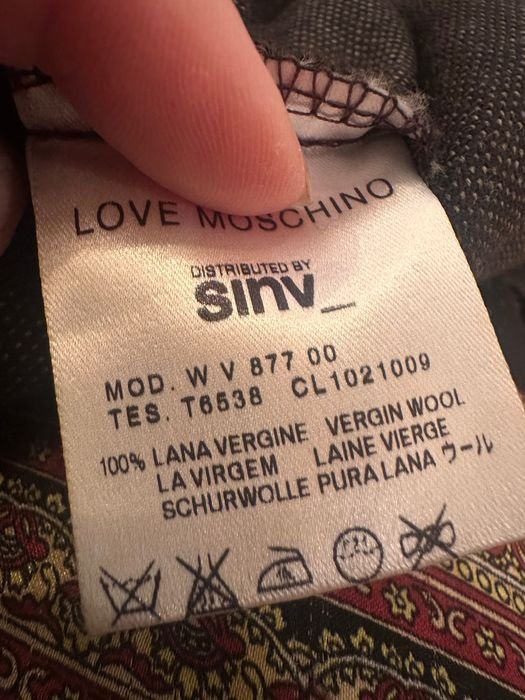 LOVE MOSCHINO
DISTRIBUTED BY
sinv_
MOD. W V 877 00
TES. T6538 CL1021009
100% LANA VERGINE VERGIN WOOL
LA VIRGEM LAINE VIERGE
SCHURWOLLE PURA LANA ウール